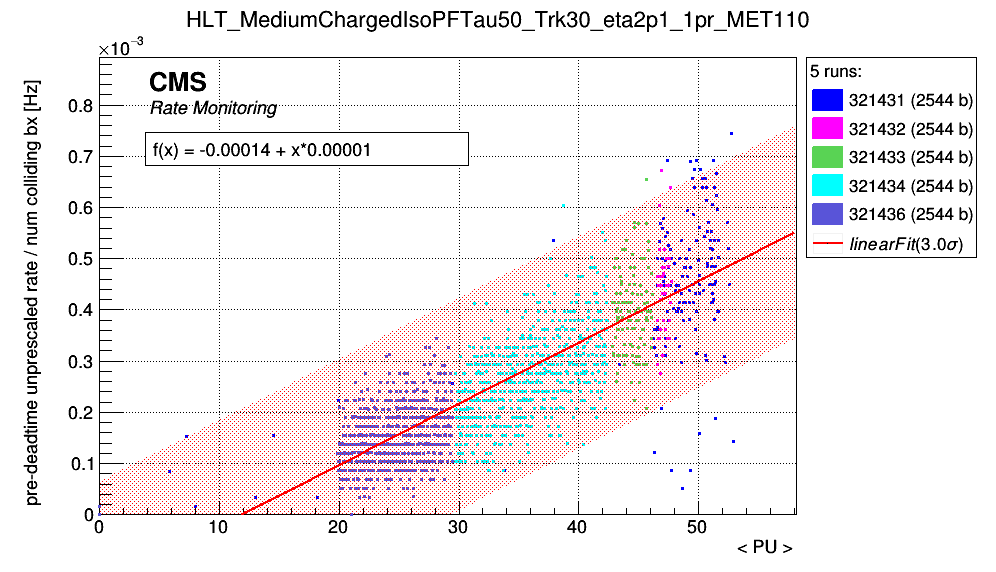 HLT_MediumChargedIsoPFTau50_Trk30_eta2p1_1pr_MET110
×10⁻³
CMS
Rate Monitoring
f(x) = -0.00014 + x*0.00001
pre-deadtime unprescaled rate / num colliding bx [Hz]
0.8
0.7
0.6
0.5
0.4
0.3
0.2
0.1
0
0 10 20 30 40 50
< PU >
5 runs:
321431 (2544 b)
321432 (2544 b)
321433 (2544 b)
321434 (2544 b)
321436 (2544 b)
linearFit(3.0σ)